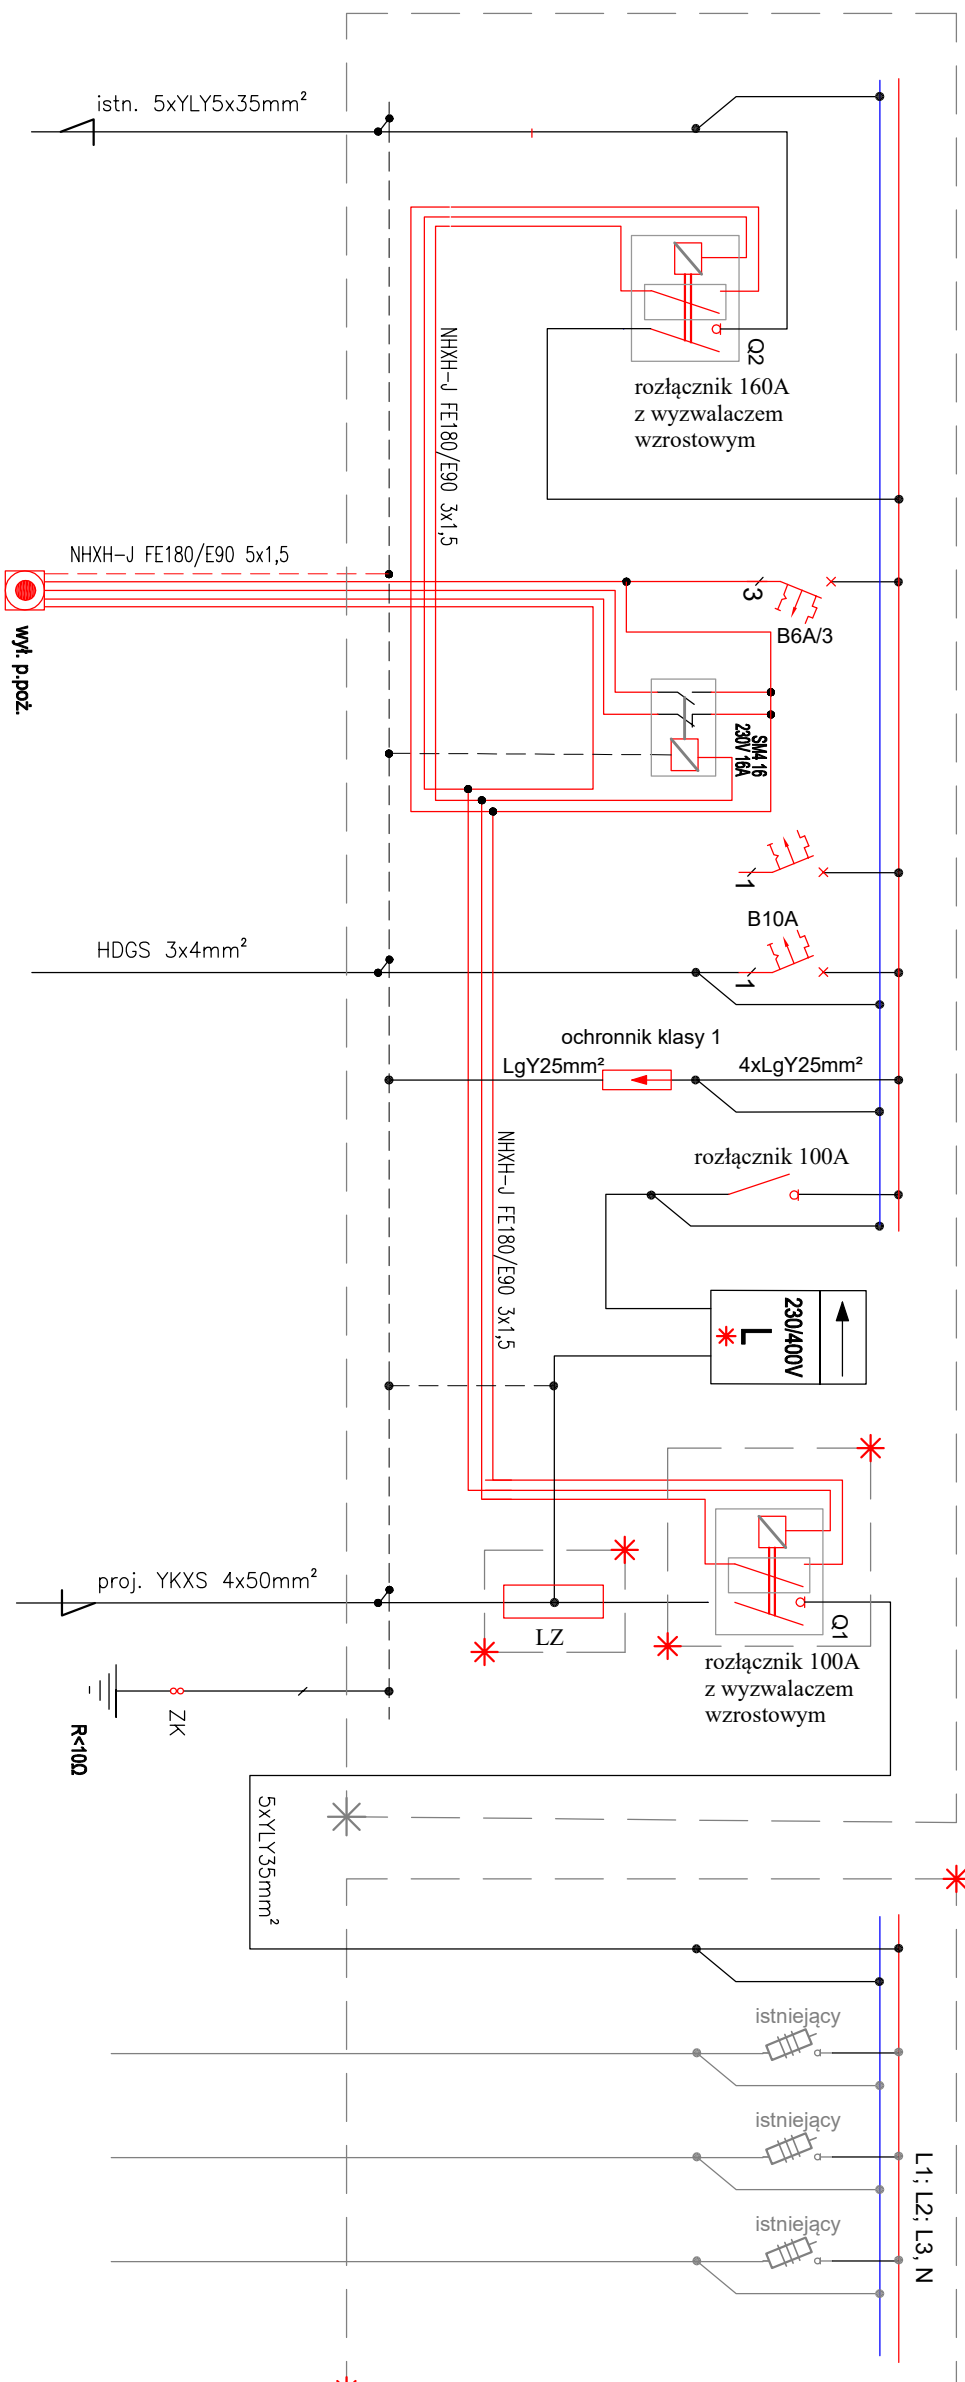 istn. 5xYLY5x35mm²
Q2
rozłącznik 160A
z wyzwalaczem
wzrostowym
NHXH-J FE180/E90 3x1,5
NHXH-J FE180/E90 5x1,5
wył. p.poż.
3
B6A/3
SM4 16
230V 16A
1
B10A
HDGS 3x4mm²
1
ochronnik klasy 1
LgY25mm²
4xLgY25mm²
NHXH-J FE180/E90 3x1,5
rozłącznik 100A
230/400V
L
proj. YKXS 4x50mm²
LZ
Q1
rozłącznik 100A
z wyzwalaczem
wzrostowym
ZK
R<10Ω
5xYLY35mm²
istniejący
istniejący
istniejący
L1; L2; L3, N